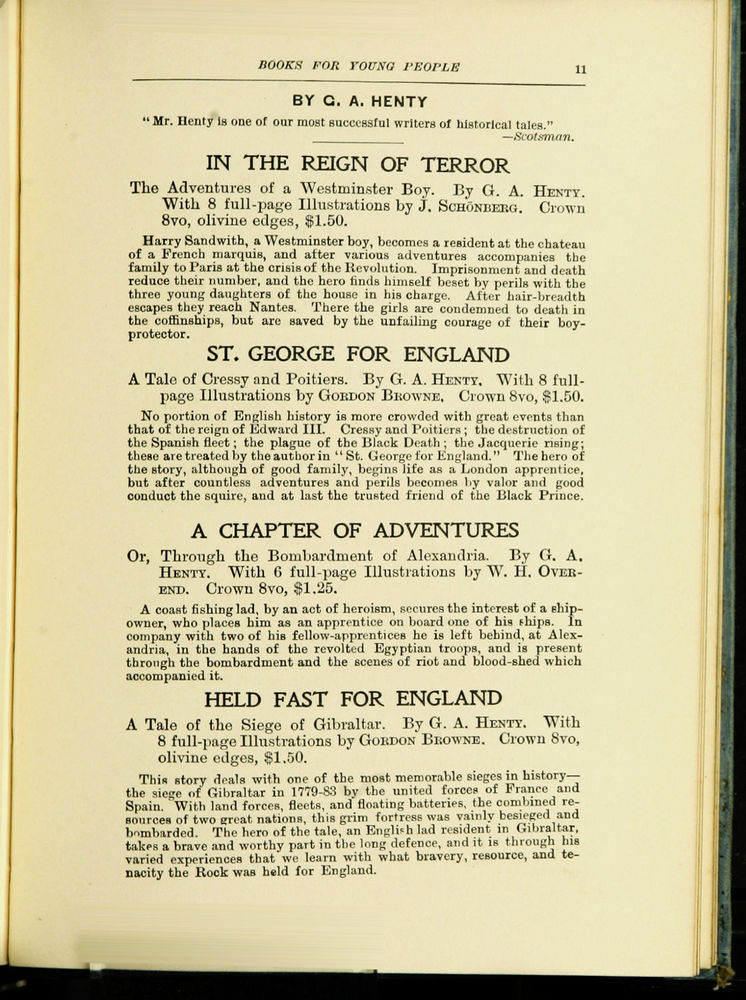 BOOKS FOR YOUNG PEOPLE 11
BY G. A. HENTY
“Mr. Henty is one of our most successful writers of historical tales.”
—Scotsman.
IN THE REIGN OF TERROR
The Adventures of a Westminster Boy. By G. A. HENTY.
With 8 full-page Illustrations by J. SCHÖNBERG. Crown
8vo, olivine edges, $1.50.
Harry Sandwith, a Westminster boy, becomes a resident at the chateau
of a French marquis, and after various adventures accompanies the
family to Paris at the crisis of the Revolution. Imprisonment and death
reduce their number, and the hero finds himself beset by perils with the
three young daughters of the house in his charge. After hair-breadth
escapes they reach Nantes. There the girls are condemned to death in
the coffinships, but are saved by the unfailing courage of their boy-
protector.
ST. GEORGE FOR ENGLAND
A Tale of Cressy and Poitiers. By G. A. HENTY. With 8 full-
page Illustrations by GORDON BROWNE. Crown 8vo, $1.50.
No portion of English history is more crowded with great events than
that of the reign of Edward III. Cressy and Poitiers; the destruction of
the Spanish fleet; the plague of the Black Death; the Jacquerie rising;
these are treated by the author in “St. George for England.” The hero of
the story, although of good family, begins life as a London apprentice,
but after countless adventures and perils becomes by valor and good
conduct the squire, and at last the trusted friend of the Black Prince.
A CHAPTER OF ADVENTURES
Or, Through the Bombardment of Alexandria. By G. A.
HENTY. With 6 full-page Illustrations by W. H. OVER-
END. Crown 8vo, $1.25.
A coast fishing lad, by an act of heroism, secures the interest of a ship-
owner, who places him as an apprentice on board one of his ships. In
company with two of his fellow-apprentices he is left behind, at Alex-
andria, in the hands of the revolted Egyptian troops, and is present
through the bombardment and the scenes of riot and blood-shed which
accompanied it.
HELD FAST FOR ENGLAND
A Tale of the Siege of Gibraltar. By G. A. HENTY. With
8 full-page Illustrations by GORDON BROWNE. Crown 8vo,
olivine edges, $1.50.
This story deals with one of the most memorable sieges in history—
the siege of Gibraltar in 1779-83 by the united forces of France and
Spain. With land forces, fleets, and floating batteries, the combined re-
sources of two great nations, this grim fortress was vainly besieged and
bombarded. The hero of the tale, an English lad resident in Gibraltar,
takes a brave and worthy part in the long defence, and it is through his
varied experiences that we learn with what bravery, resource, and te-
nacity the Rock was held for England.